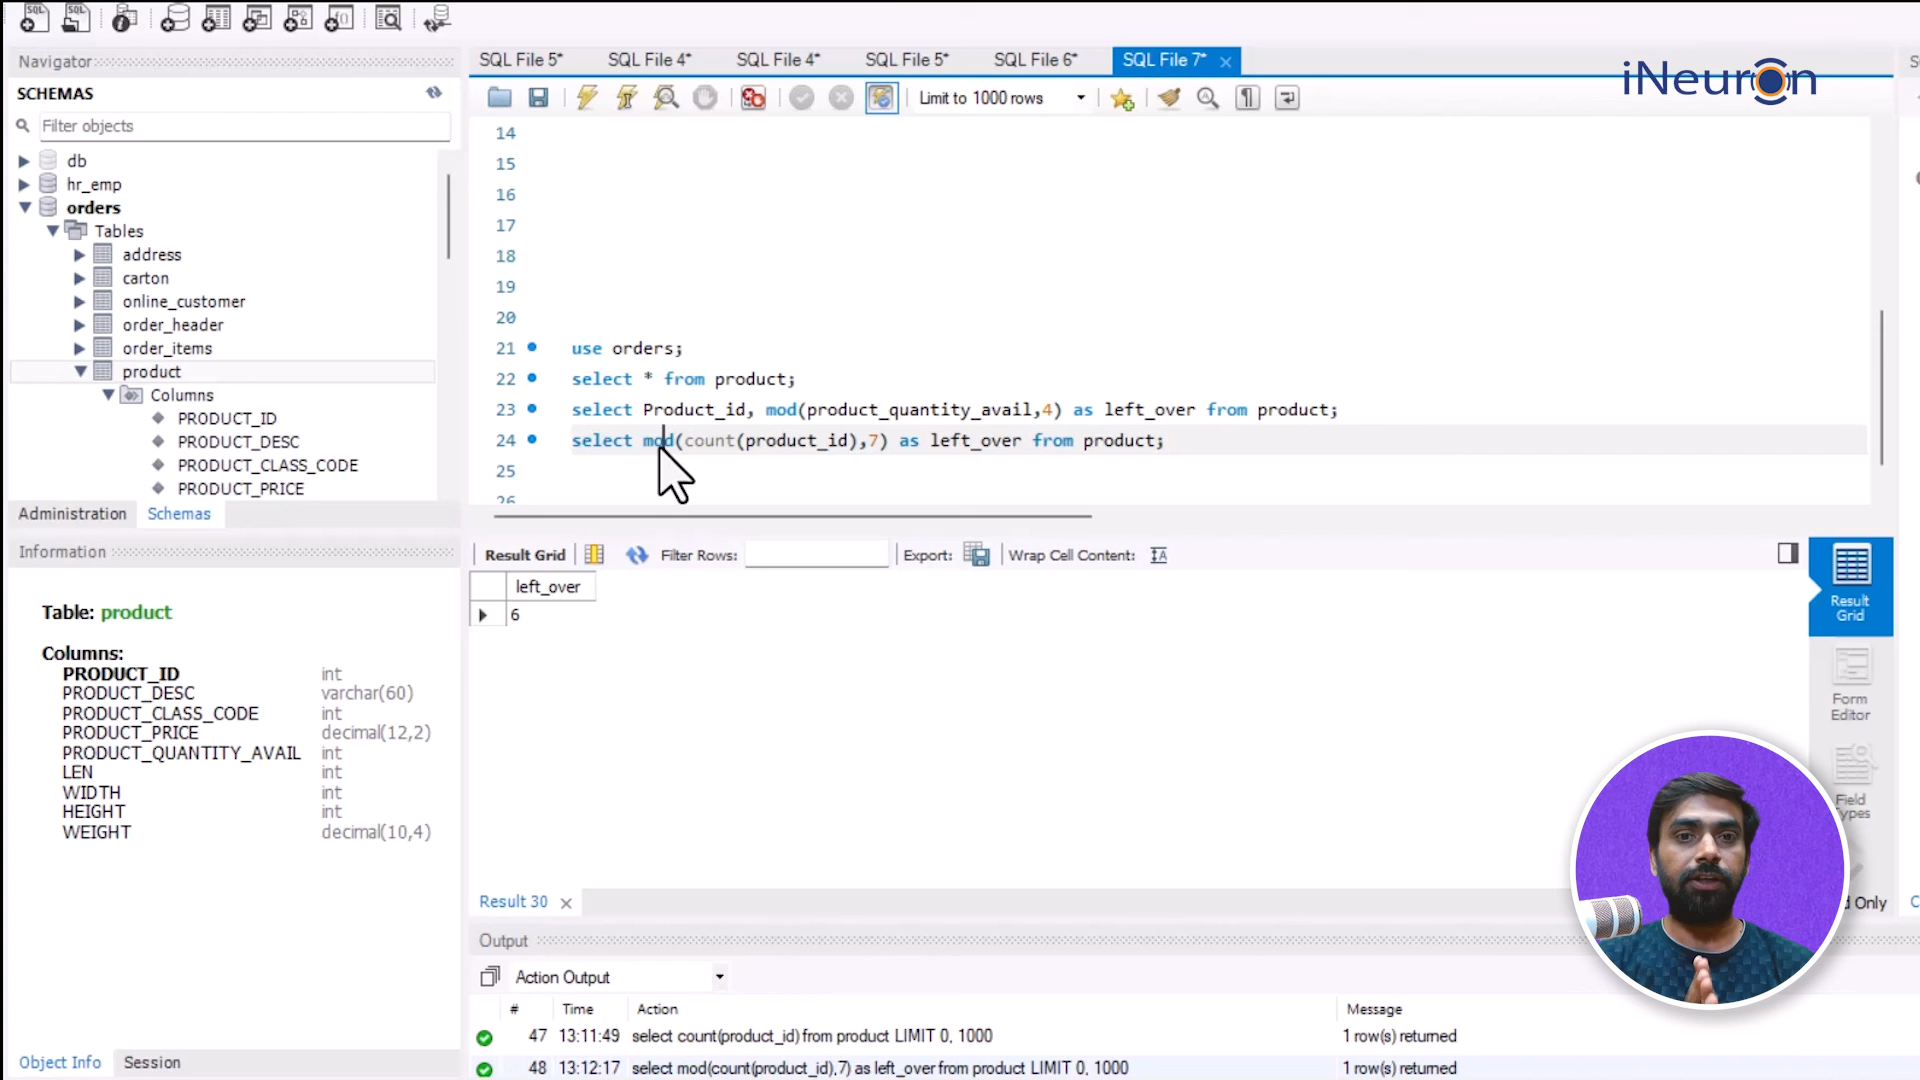 SQL
SQL
Navigator
SCHEMAS
Filter objects
db
hr_emp
orders
Tables
address
carton
online_customer
order_header
order_items
product
Columns
PRODUCT_ID
PRODUCT_DESC
PRODUCT_CLASS_CODE
PRODUCT_PRICE
Administration
Schemas
Information
Table: product
Columns:
PRODUCT_ID int
PRODUCT_DESC varchar(60)
PRODUCT_CLASS_CODE int
PRODUCT_PRICE decimal(12,2)
PRODUCT_QUANTITY_AVAIL int
LEN int
WIDTH int
HEIGHT int
WEIGHT decimal(10,4)
Object Info
Session
SQL File 5*
SQL File 4*
SQL File 4*
SQL File 5*
SQL File 6*
SQL File 7*
iNeuron
Limit to 1000 rows
14
15
16
17
18
19
20
21 use orders;
22 select * from product;
23 select Product_id, mod(product_quantity_avail,4) as left_over from product;
24 select mod(count(product_id),7) as left_over from product;
25
26
Result Grid
Filter Rows:
Export:
Wrap Cell Content:
left_over
6
Result Grid
Form Editor
Field Types
Result 30
Only
Output
Action Output
# Time Action Message
47 13:11:49 select count(product_id) from product LIMIT 0, 1000 1 row(s) returned
48 13:12:17 select mod(count(product_id),7) as left_over from product LIMIT 0, 1000 1 row(s) returned